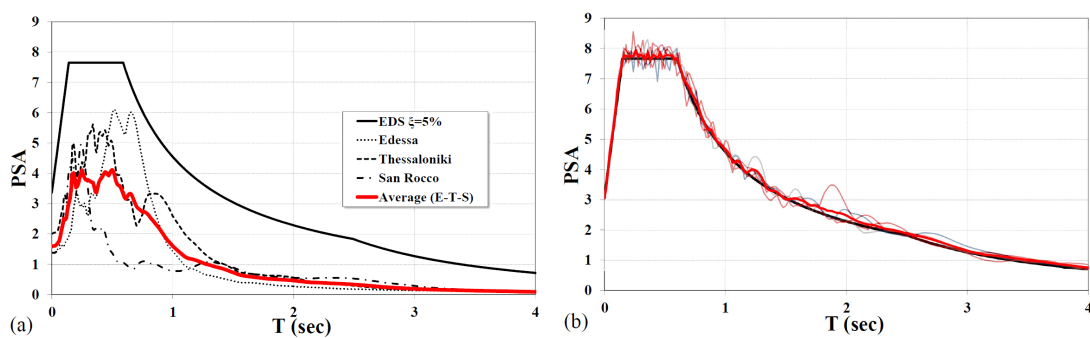 9
8
7
6
5
4
3
2
1
0
PSA
EDS ξ=5%
Edessa
Thessaloniki
San Rocco
Average (E-T-S)
0 1 2 3 4
(a) T (sec)
9
8
7
6
5
4
3
2
1
0
PSA
0 1 2 3 4
(b) T (sec)